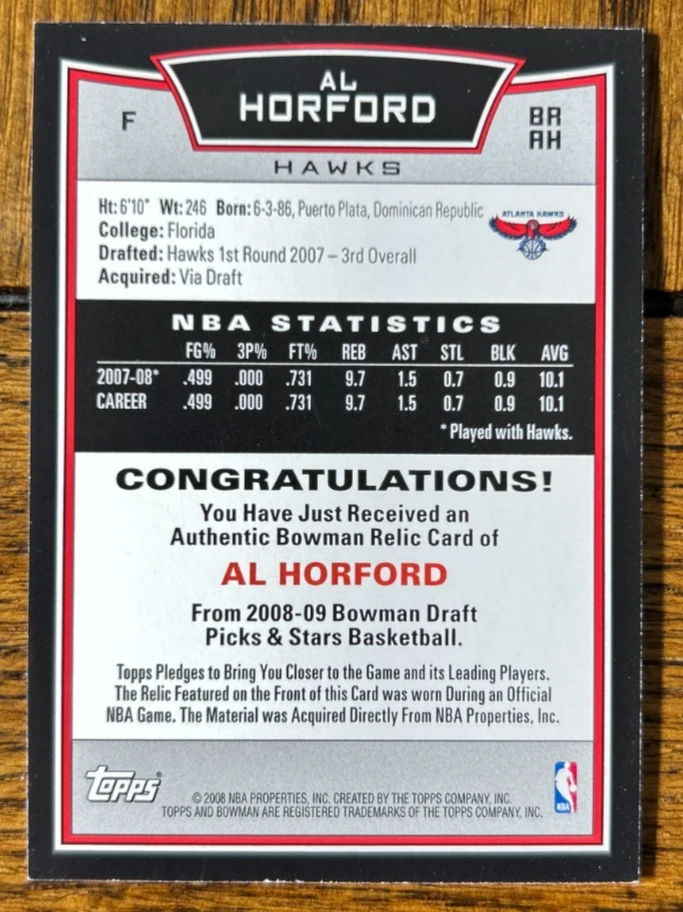 AL
HORFORD
F
BR
AH
HAWKS
Ht: 6'10" Wt: 246 Born: 6-3-86, Puerto Plata, Dominican Republic
College: Florida
Drafted: Hawks 1st Round 2007 – 3rd Overall
Acquired: Via Draft
ATLANTA HAWKS
NBA STATISTICS
FG% 3P% FT% REB AST STL BLK AVG
2007-08* .499 .000 .731 9.7 1.5 0.7 0.9 10.1
CAREER .499 .000 .731 9.7 1.5 0.7 0.9 10.1
* Played with Hawks.
CONGRATULATIONS!
You Have Just Received an
Authentic Bowman Relic Card of
AL HORFORD
From 2008-09 Bowman Draft
Picks & Stars Basketball.
Topps Pledges to Bring You Closer to the Game and its Leading Players.
The Relic Featured on the Front of this Card was worn During an Official
NBA Game. The Material was Acquired Directly From NBA Properties, Inc.
topps
© 2008 NBA PROPERTIES, INC. CREATED BY THE TOPPS COMPANY, INC.
TOPPS AND BOWMAN ARE REGISTERED TRADEMARKS OF THE TOPPS COMPANY, INC.
NBA